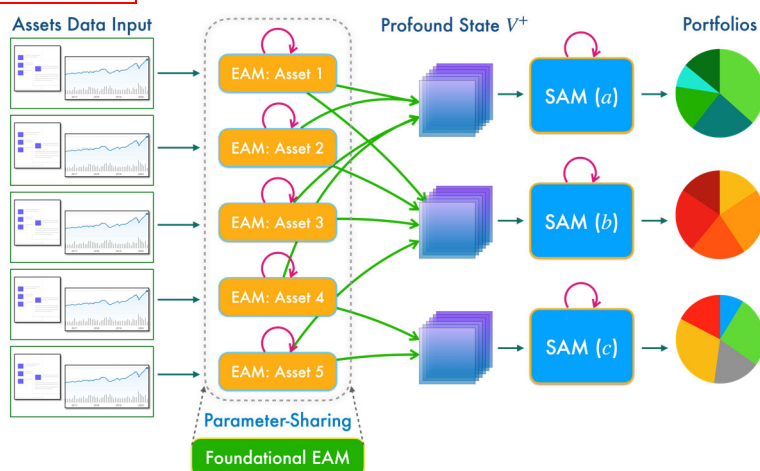 Assets Data Input
Profound State V⁺
Portfolios
EAM: Asset 1
EAM: Asset 2
EAM: Asset 3
EAM: Asset 4
EAM: Asset 5
SAM (a)
SAM (b)
SAM (c)
Parameter-Sharing
Foundational EAM